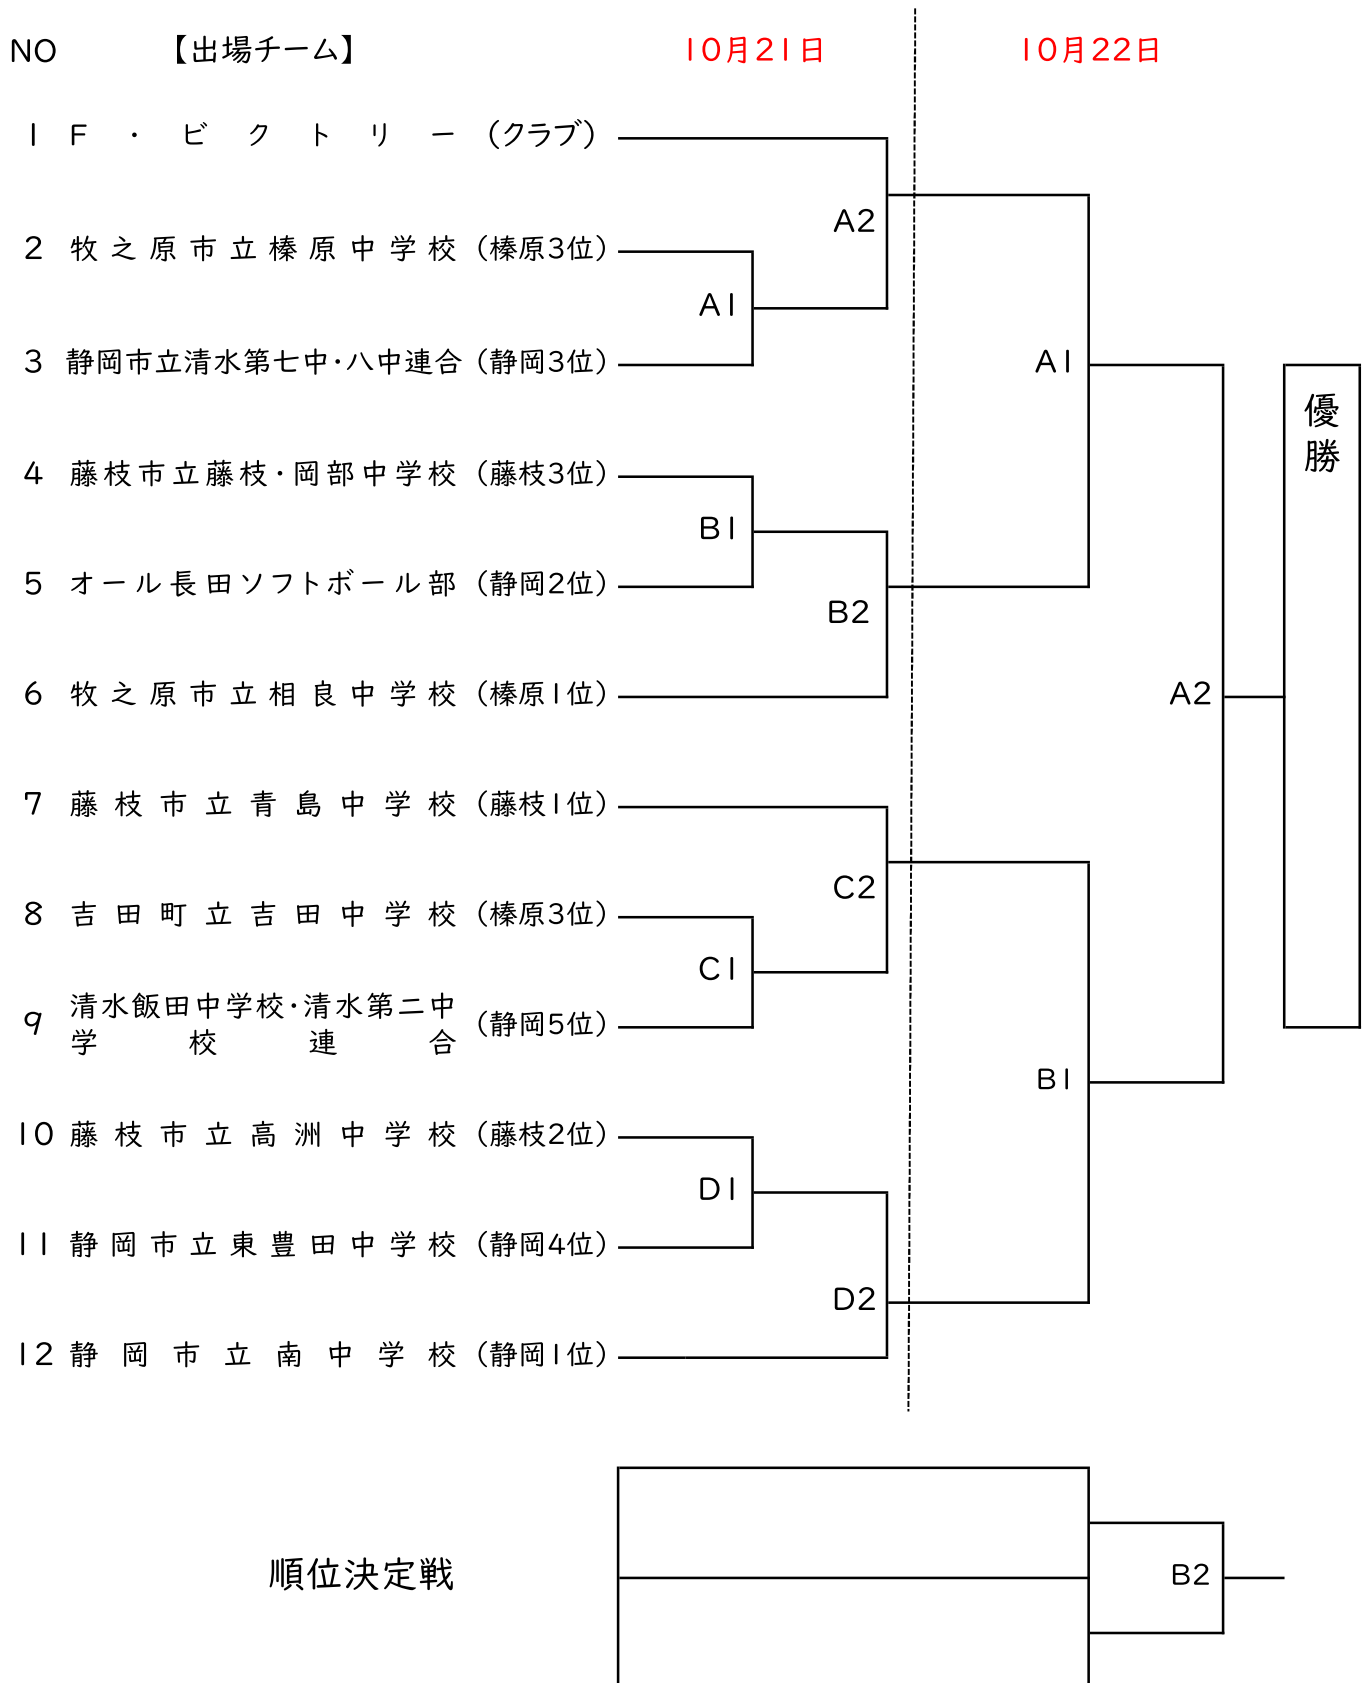 NO 【出場チーム】 10月21日 10月22日
1 F・ビクトリー (クラブ)
A2
2 牧之原市立榛原中学校 (榛原3位)
A1
3 静岡市立清水第七中・八中連合 (静岡3位)
A1
優勝
4 藤枝市立藤枝・岡部中学校 (藤枝3位)
B1
5 オール長田ソフトボール部 (静岡2位)
B2
6 牧之原市立相良中学校 (榛原1位)
A2
7 藤枝市立青島中学校 (藤枝1位)
C2
8 吉田町立吉田中学校 (榛原3位)
C1
9 清水飯田中学校・清水第二中
学校連合 (静岡5位)
B1
10 藤枝市立高洲中学校 (藤枝2位)
D1
11 静岡市立東豊田中学校 (静岡4位)
D2
12 静岡市立南中学校 (静岡1位)
順位決定戦 B2